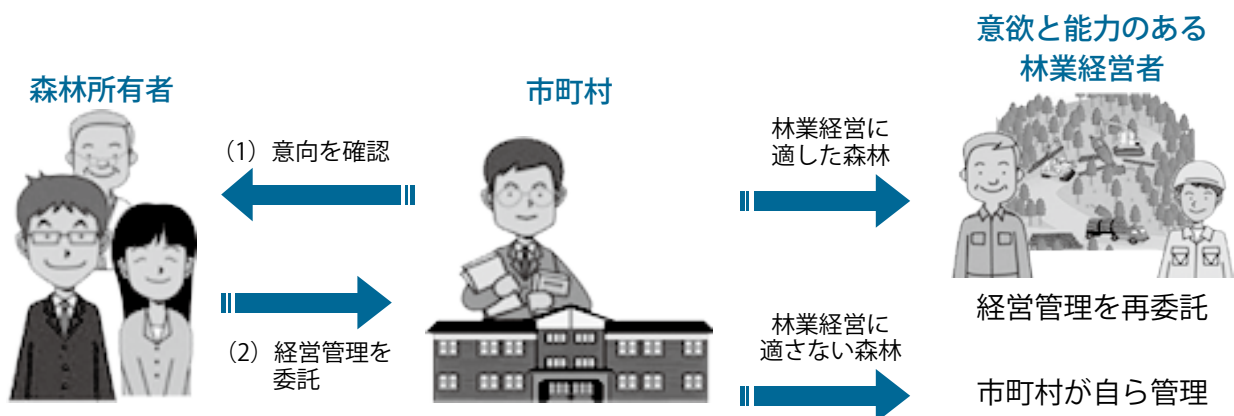 森林所有者
市町村
意欲と能力のある
林業経営者
(1) 意向を確認
(2) 経営管理を
委託
林業経営に
適した森林
経営管理を再委託
林業経営に
適さない森林
市町村が自ら管理